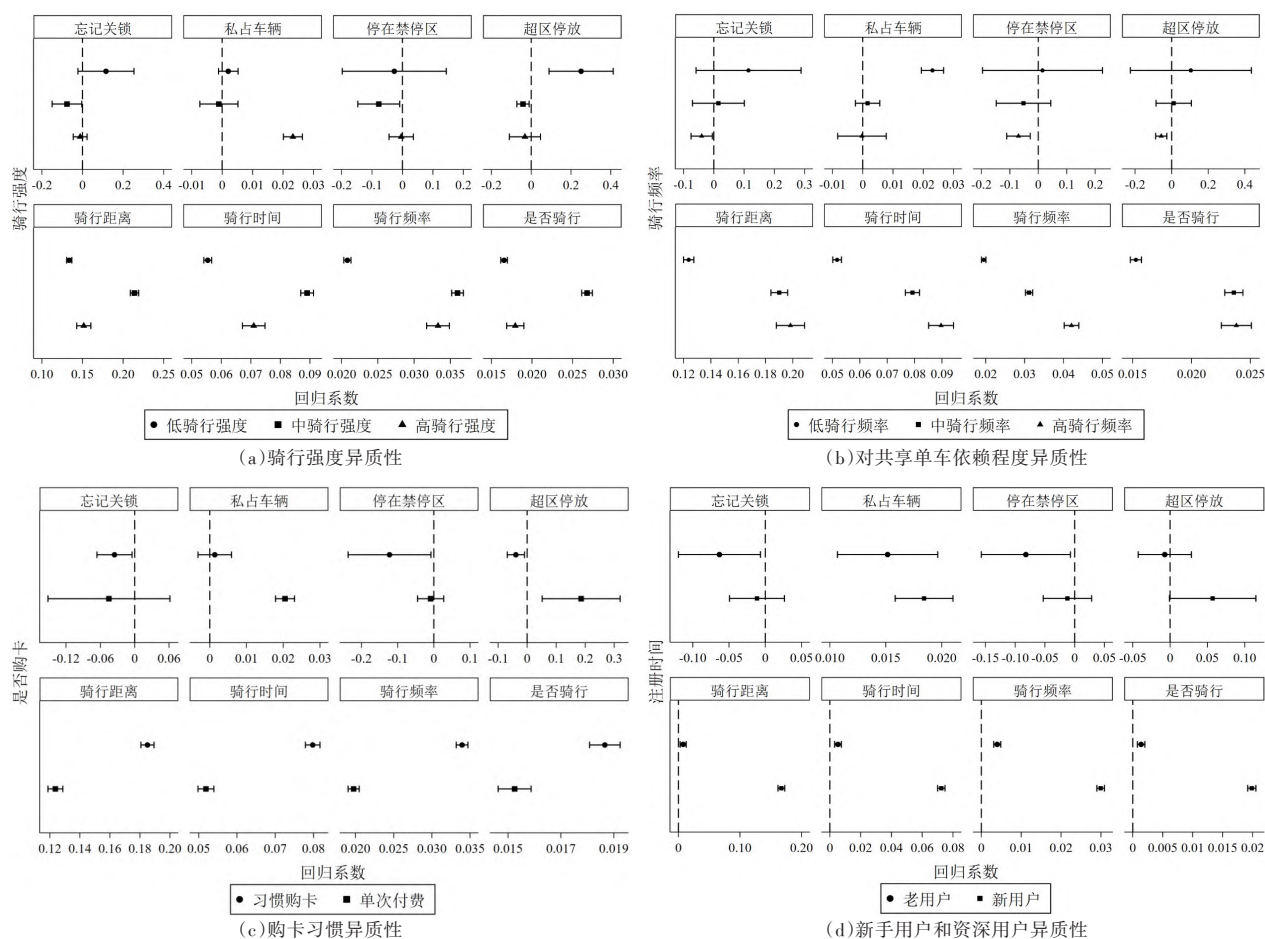 忘记关锁 私占车辆 停在禁停区 超区停放
-0.2 0 0.2 0.4 -0.01 0 0.01 0.02 0.03 -0.2 -0.1 0 0.1 0.2 -0.2 0 0.2 0.4
骑行强度
骑行距离 骑行时间 骑行频率 是否骑行
0.10 0.15 0.20 0.25 0.05 0.06 0.07 0.08 0.09 0.020 0.025 0.030 0.035 0.015 0.020 0.025 0.030
回归系数
低骑行强度 中骑行强度 高骑行强度
(a)骑行强度异质性
忘记关锁 私占车辆 停在禁停区 超区停放
-0.1 0 0.1 0.2 0.3 -0.01 0 0.01 0.02 0.03 -0.2 -0.1 0 0.1 0.2 -0.2 0 0.2 0.4
骑行频率
骑行距离 骑行时间 骑行频率 是否骑行
0.12 0.14 0.16 0.18 0.20 0.05 0.06 0.07 0.08 0.09 0.02 0.03 0.04 0.05 0.015 0.020 0.025
回归系数
低骑行频率 中骑行频率 高骑行频率
(b)对共享单车依赖程度异质性
忘记关锁 私占车辆 停在禁停区 超区停放
-0.12 -0.06 0 0.06 0 0.01 0.02 0.03 -0.2 -0.1 0 0.1 -0.1 0 0.1 0.2 0.3
是否购卡
骑行距离 骑行时间 骑行频率 是否骑行
0.12 0.14 0.16 0.18 0.20 0.05 0.06 0.07 0.08 0.020 0.025 0.030 0.035 0.015 0.017 0.019
回归系数
习惯购卡 单次付费
(c)购卡习惯异质性
忘记关锁 私占车辆 停在禁停区 超区停放
-0.10 -0.05 0 0.05 0.010 0.015 0.020 -0.15 -0.10 -0.05 0 0.05 -0.05 0 0.05 0.10
注册时间
骑行距离 骑行时间 骑行频率 是否骑行
0 0.10 0.20 0 0.02 0.04 0.06 0.08 0 0.01 0.02 0.03 0 0.005 0.01 0.015 0.02
回归系数
老用户 新用户
(d)新手用户和资深用户异质性